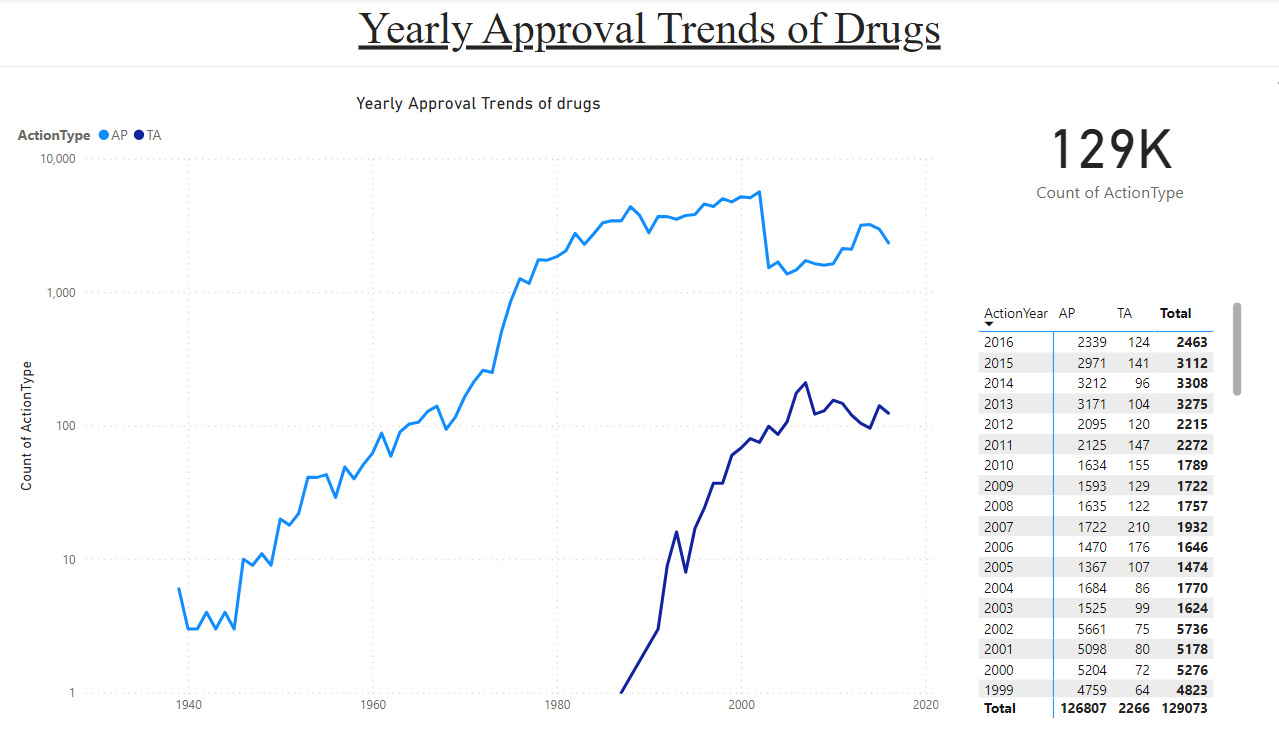 Yearly Approval Trends of Drugs
Yearly Approval Trends of drugs
ActionType AP TA
10,000
1,000
100
10
1
Count of ActionType
1940 1960 1980 2000 2020
129K
Count of ActionType
ActionYear AP TA Total
2016 2339 124 2463
2015 2971 141 3112
2014 3212 96 3308
2013 3171 104 3275
2012 2095 120 2215
2011 2125 147 2272
2010 1634 155 1789
2009 1593 129 1722
2008 1635 122 1757
2007 1722 210 1932
2006 1470 176 1646
2005 1367 107 1474
2004 1684 86 1770
2003 1525 99 1624
2002 5661 75 5736
2001 5098 80 5178
2000 5204 72 5276
1999 4759 64 4823
Total 126807 2266 129073